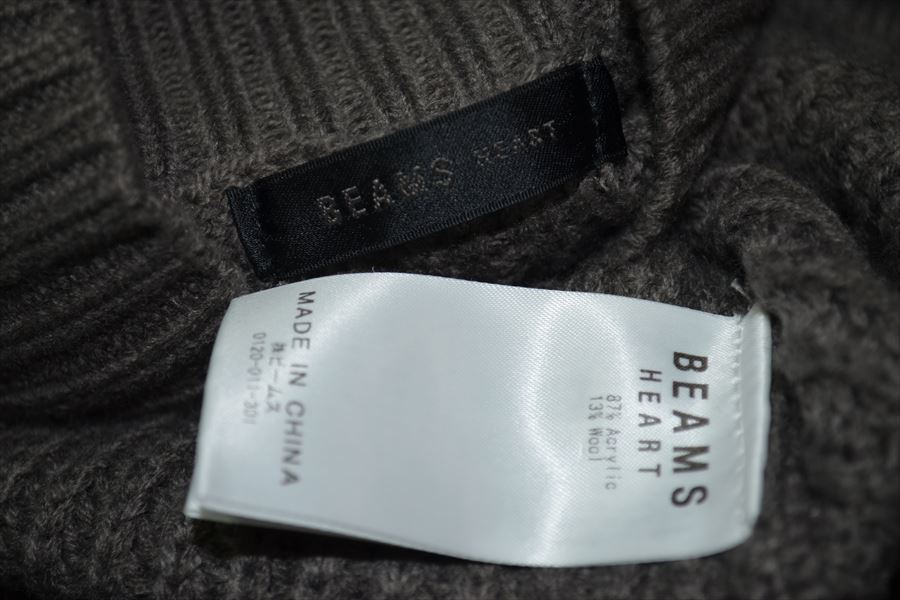 BEAMS HEART
BEAMS
HEART
87% Acrylic
13% Wool
MADE IN CHINA
㈱ビームス
0120-011-301